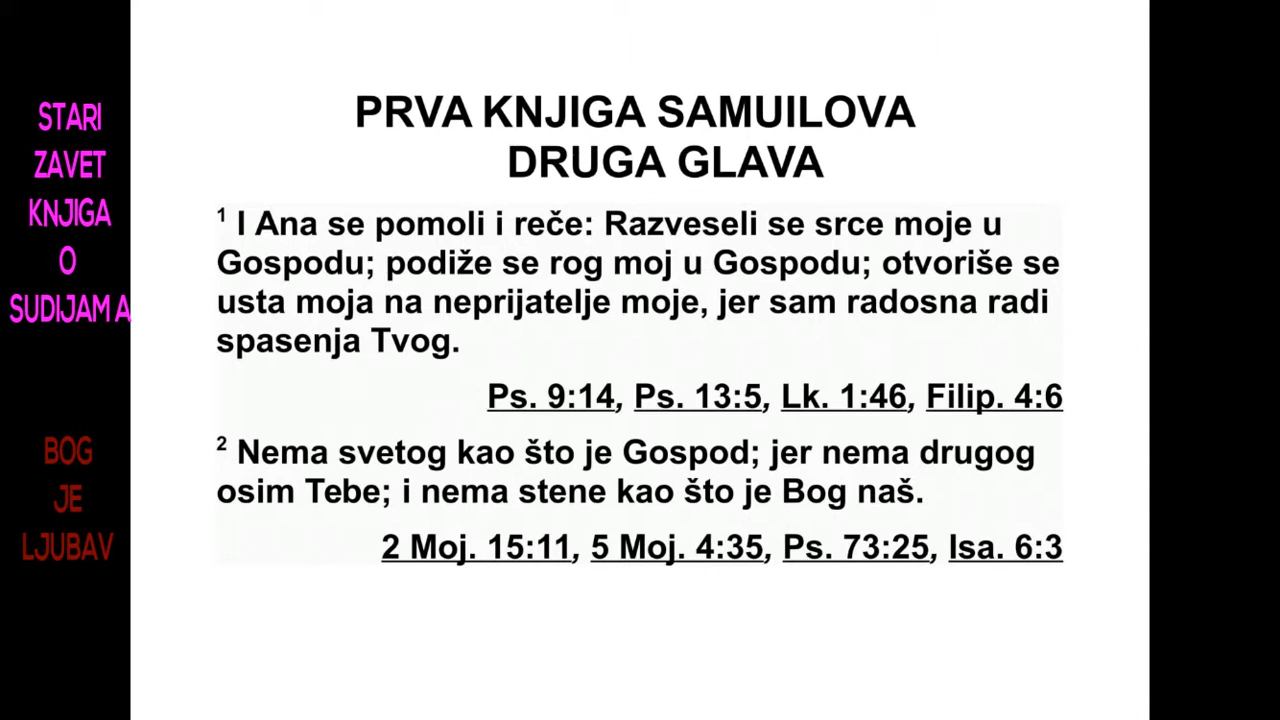 STARI
ZAVET
KNJIGA
O
SUDIJAMA
BOG
JE
LJUBAV
PRVA KNJIGA SAMUILOVA
DRUGA GLAVA
1 I Ana se pomoli i reče: Razveseli se srce moje u
Gospodu; podiže se rog moj u Gospodu; otvoriše se
usta moja na neprijatelje moje, jer sam radosna radi
spasenja Tvog.
Ps. 9:14, Ps. 13:5, Lk. 1:46, Filip. 4:6
2 Nema svetog kao što je Gospod; jer nema drugog
osim Tebe; i nema stene kao što je Bog naš.
2 Moj. 15:11, 5 Moj. 4:35, Ps. 73:25, Isa. 6:3